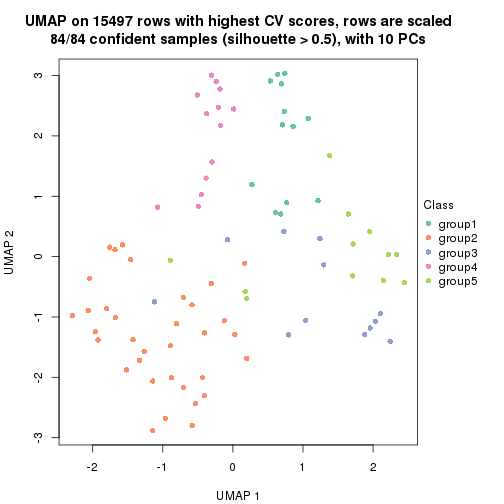 UMAP on 15497 rows with highest CV scores, rows are scaled
84/84 confident samples (silhouette > 0.5), with 10 PCs
3
2
1
0
-1
-2
-3
UMAP 2
-2
-1
0
1
2
UMAP 1
Class
group1
group2
group3
group4
group5